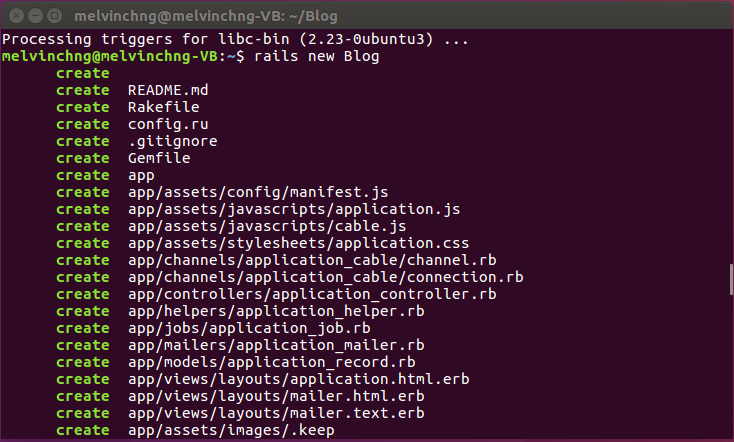 melvinchng@melvinchng-VB: ~/Blog
Processing triggers for libc-bin (2.23-0ubuntu3) ...
melvinchng@melvinchng-VB:~$ rails new Blog
create
create README.md
create Rakefile
create config.ru
create .gitignore
create Gemfile
create app
create app/assets/config/manifest.js
create app/assets/javascripts/application.js
create app/assets/javascripts/cable.js
create app/assets/stylesheets/application.css
create app/channels/application_cable/channel.rb
create app/channels/application_cable/connection.rb
create app/controllers/application_controller.rb
create app/helpers/application_helper.rb
create app/jobs/application_job.rb
create app/mailers/application_mailer.rb
create app/models/application_record.rb
create app/views/layouts/application.html.erb
create app/views/layouts/mailer.html.erb
create app/views/layouts/mailer.text.erb
create app/assets/images/.keep